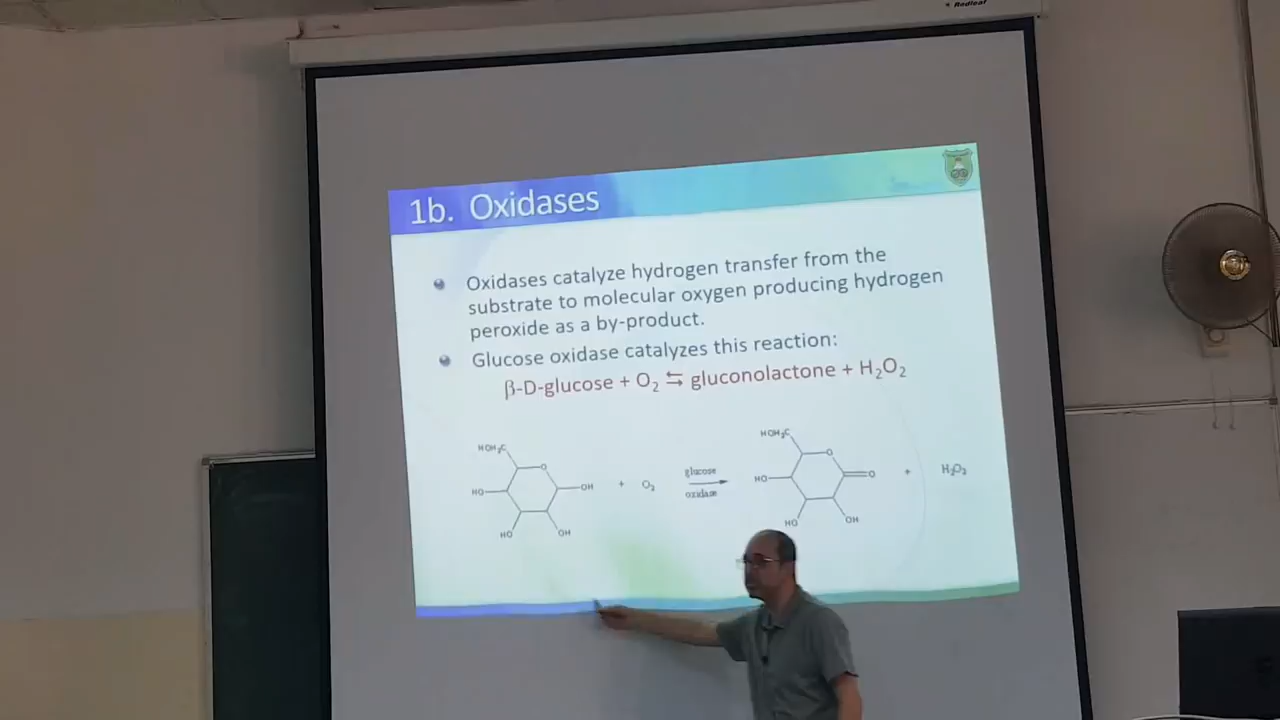 Redleaf
1b. Oxidases
Oxidases catalyze hydrogen transfer from the
substrate to molecular oxygen producing hydrogen
peroxide as a by-product.
Glucose oxidase catalyzes this reaction:
β-D-glucose + O₂ ⇆ gluconolactone + H₂O₂
HOH₂C
O
HO
OH
HO
OH
+ O₂
glucose
oxidase
HOH₂C
O
HO
O
HO
OH
+ H₂O₂